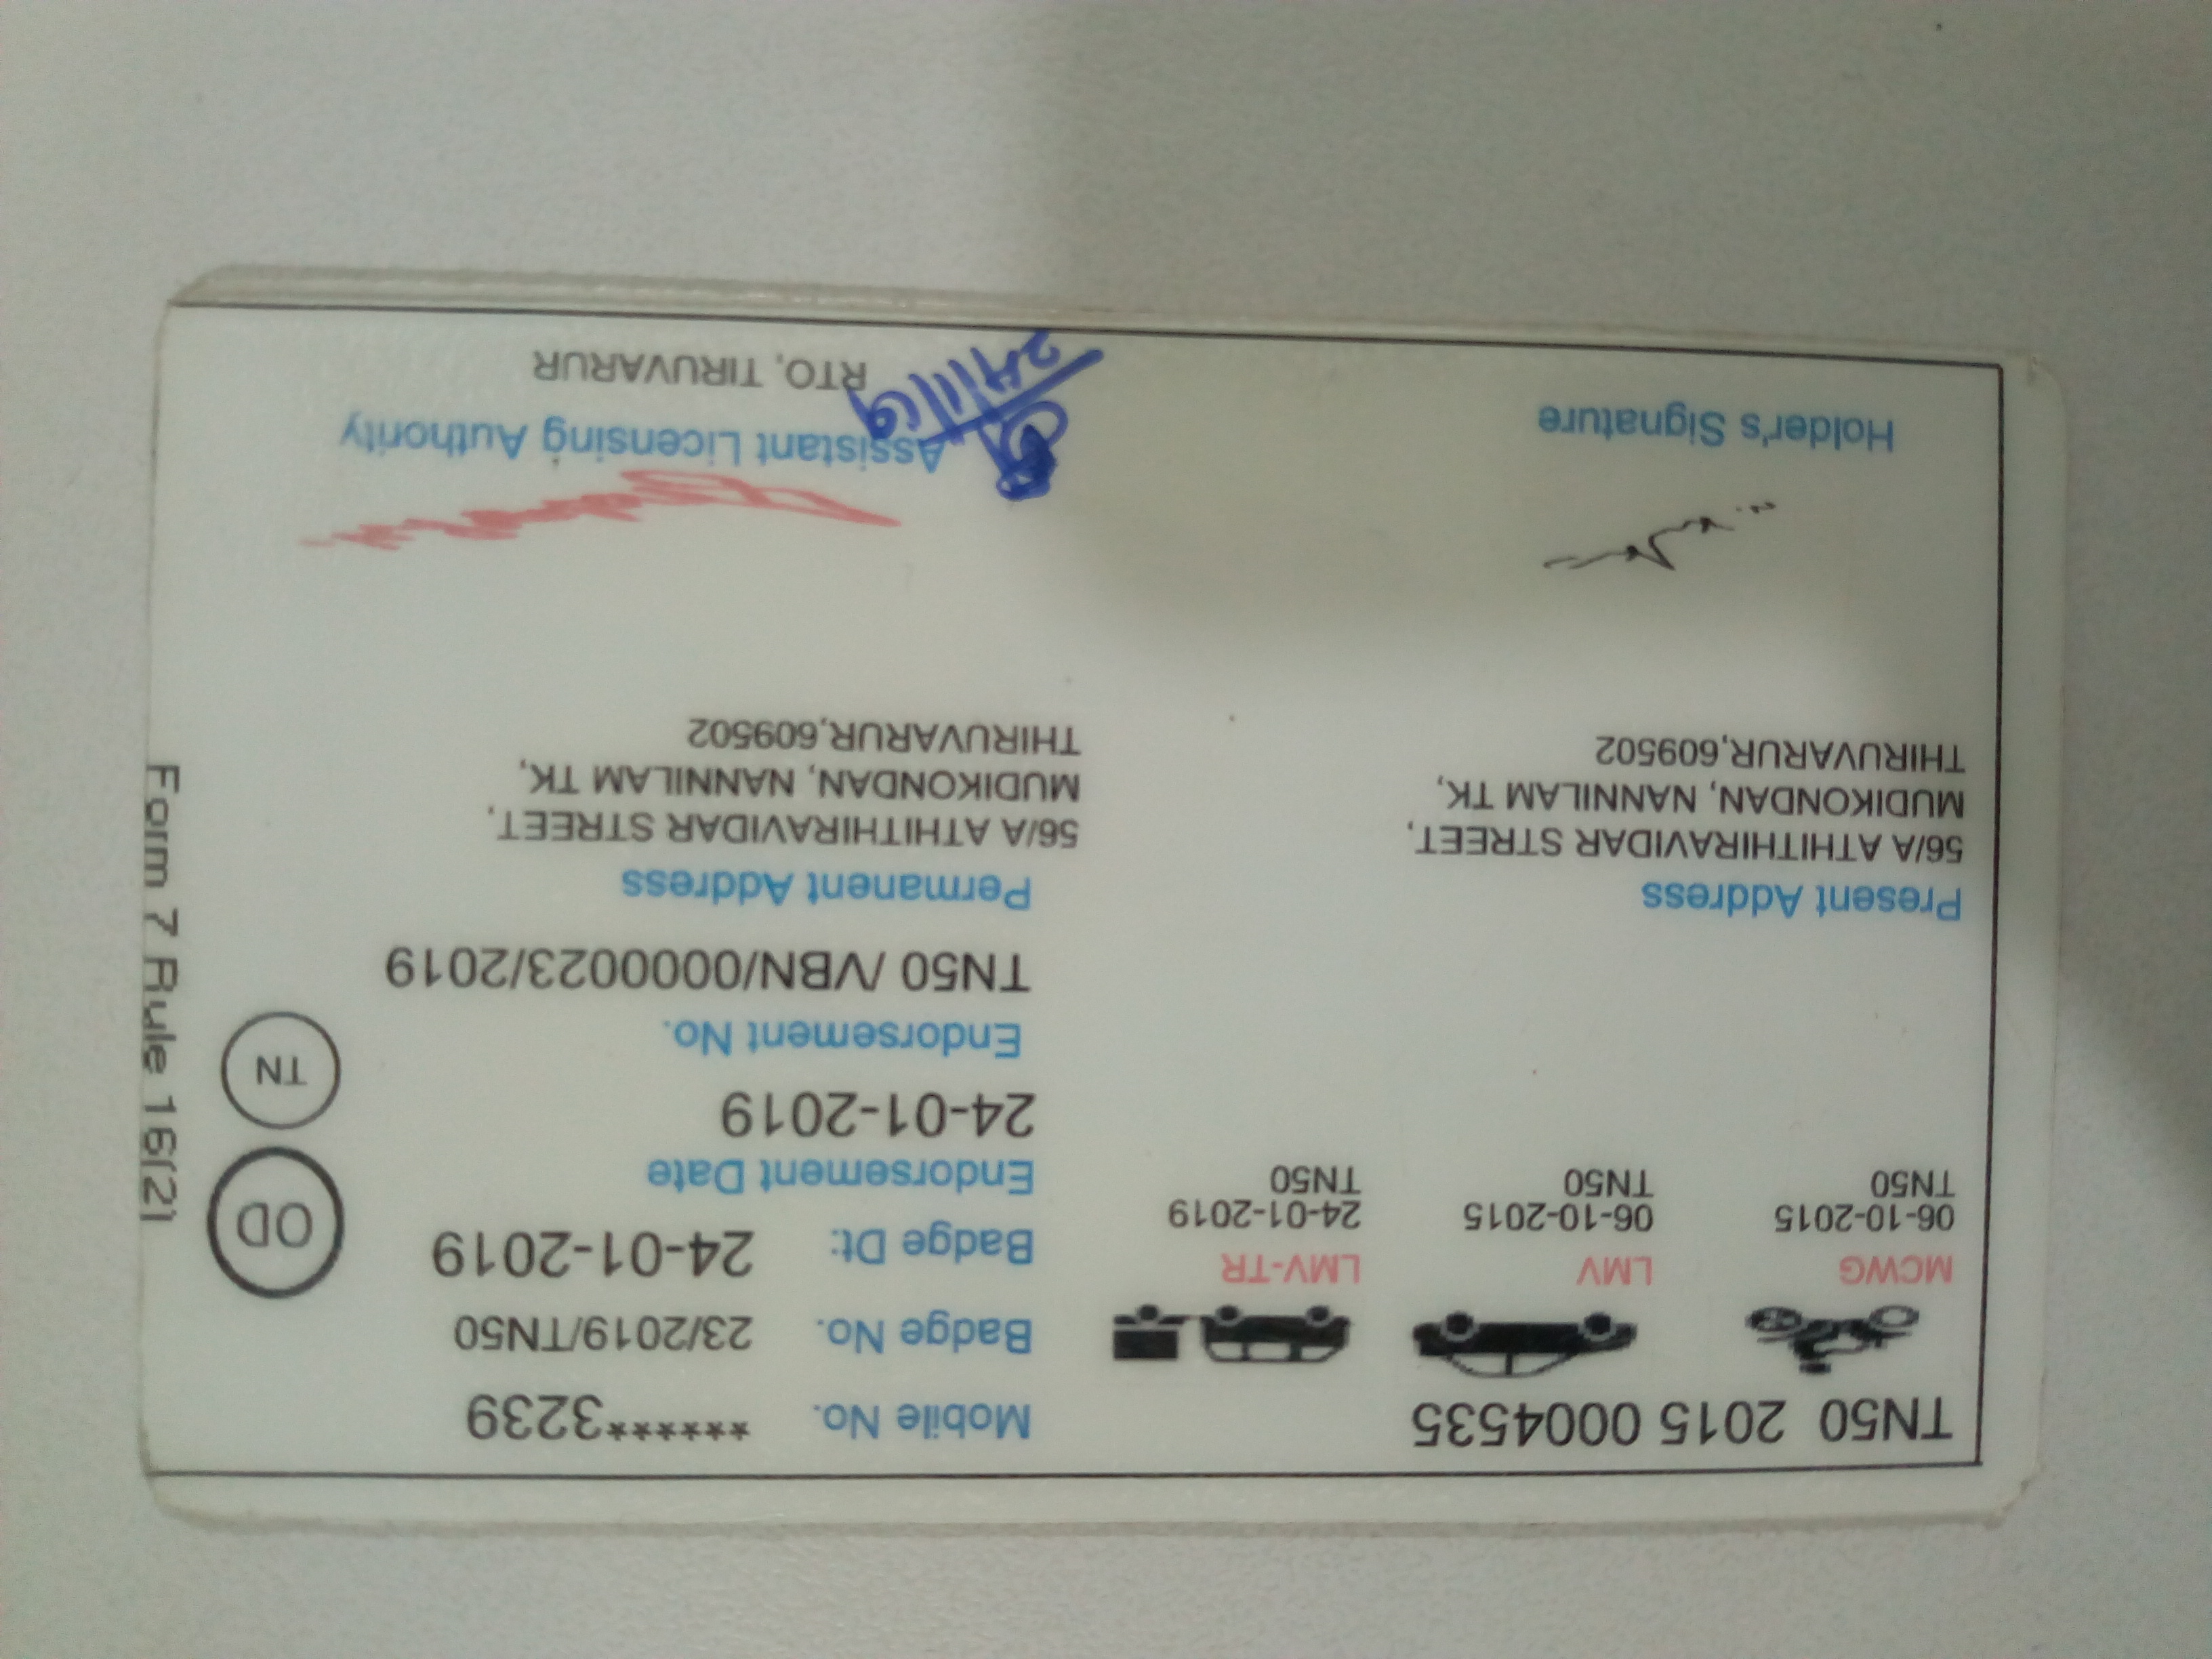 TN50 2015 0004535
MCWG
06-10-2015
TN50
LMV
06-10-2015
TN50
LMV-TR
24-01-2019
TN50
Present Address
56/A ATHITHIRAVIDAR STREET,
MUDIKONDAN, NANNILAM TK,
THIRUVARUR,609502
Holder's Signature
Mobile No. ******3239
Badge No. 23/2019/TN50
Badge Dt: 24-01-2019
Endorsement Date
24-01-2019
Endorsement No.
TN50 /VBN/0000023/2019
Permanent Address
56/A ATHITHIRAVIDAR STREET,
MUDIKONDAN, NANNILAM TK,
THIRUVARUR,609502
Assistant Licensing Authority
RTO, TIRUVARUR
OD
TN
Form 7 Rule 16(2)